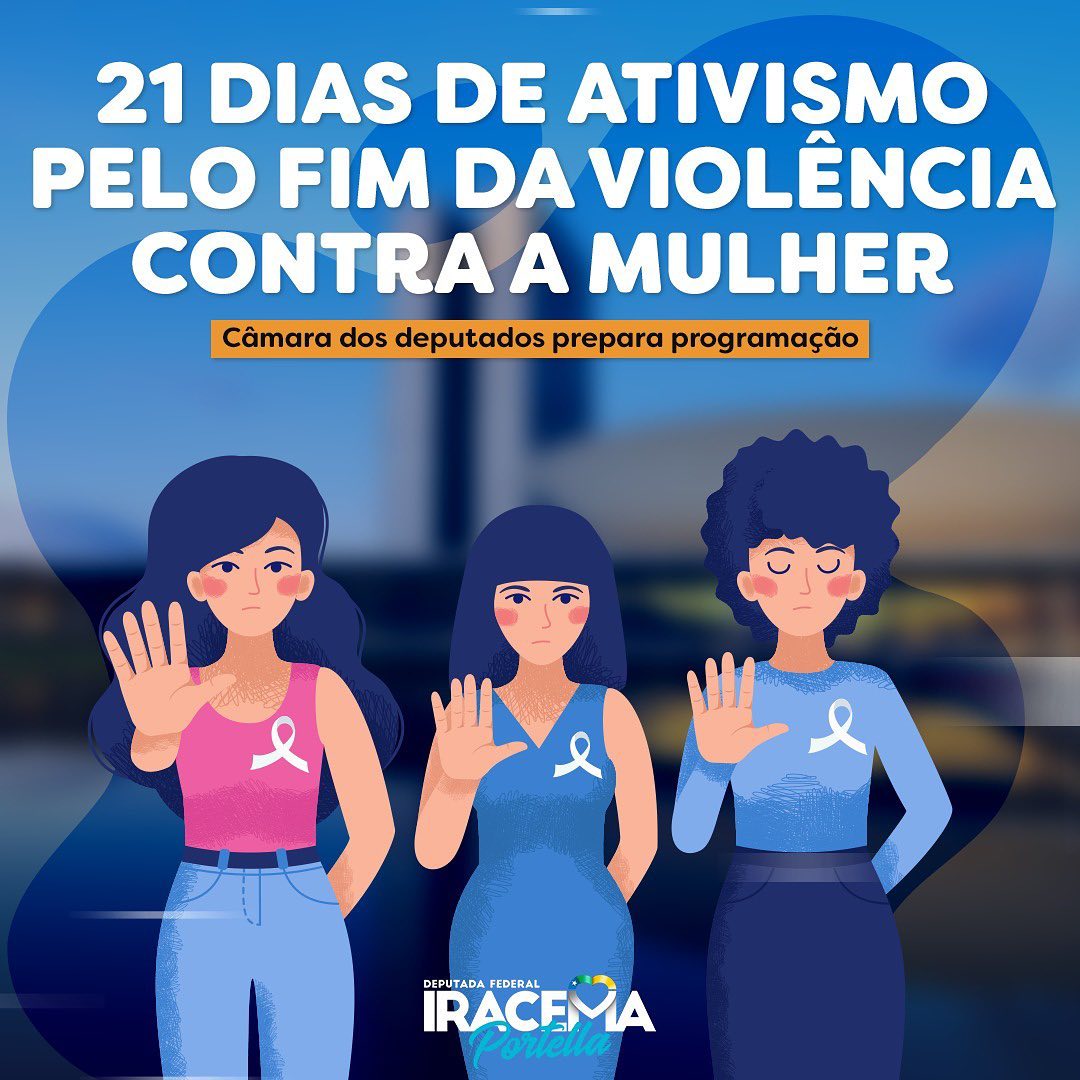 21 DIAS DE ATIVISMO
PELO FIM DA VIOLÊNCIA
CONTRA A MULHER
Câmara dos deputados prepara programação
DEPUTADA FEDERAL
IRACEMA
Portella